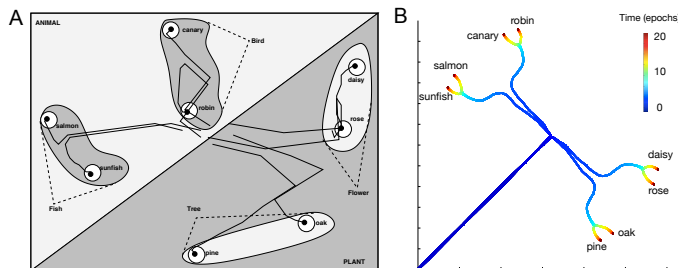 A
ANIMAL
canary
Bird
daisy
robin
salmon
rose
sunfish
Fish
Flower
Tree
oak
pine
PLANT
B
robin
canary
Time (epochs)
20
10
0
salmon
sunfish
daisy
rose
oak
pine